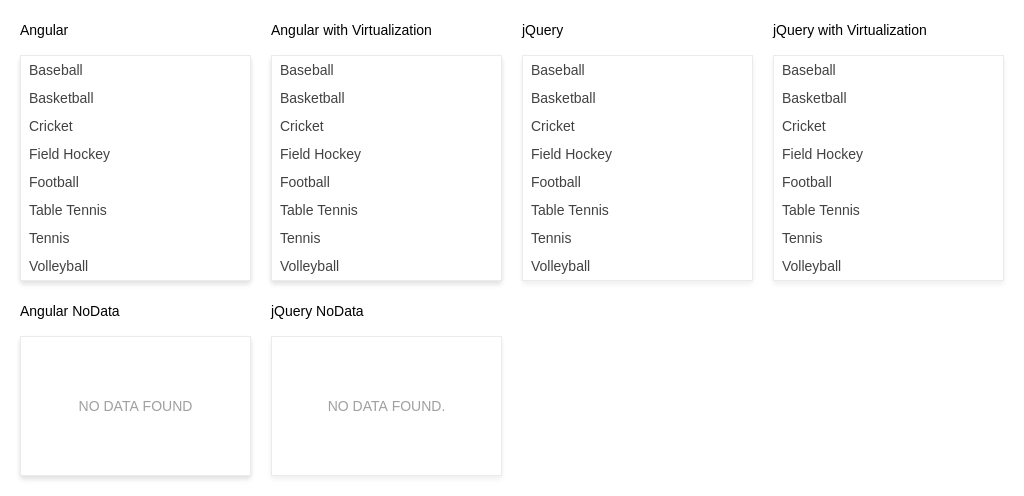 Angular
Baseball
Basketball
Cricket
Field Hockey
Football
Table Tennis
Tennis
Volleyball
Angular with Virtualization
Baseball
Basketball
Cricket
Field Hockey
Football
Table Tennis
Tennis
Volleyball
jQuery
Baseball
Basketball
Cricket
Field Hockey
Football
Table Tennis
Tennis
Volleyball
jQuery with Virtualization
Baseball
Basketball
Cricket
Field Hockey
Football
Table Tennis
Tennis
Volleyball
Angular NoData
NO DATA FOUND
jQuery NoData
NO DATA FOUND.